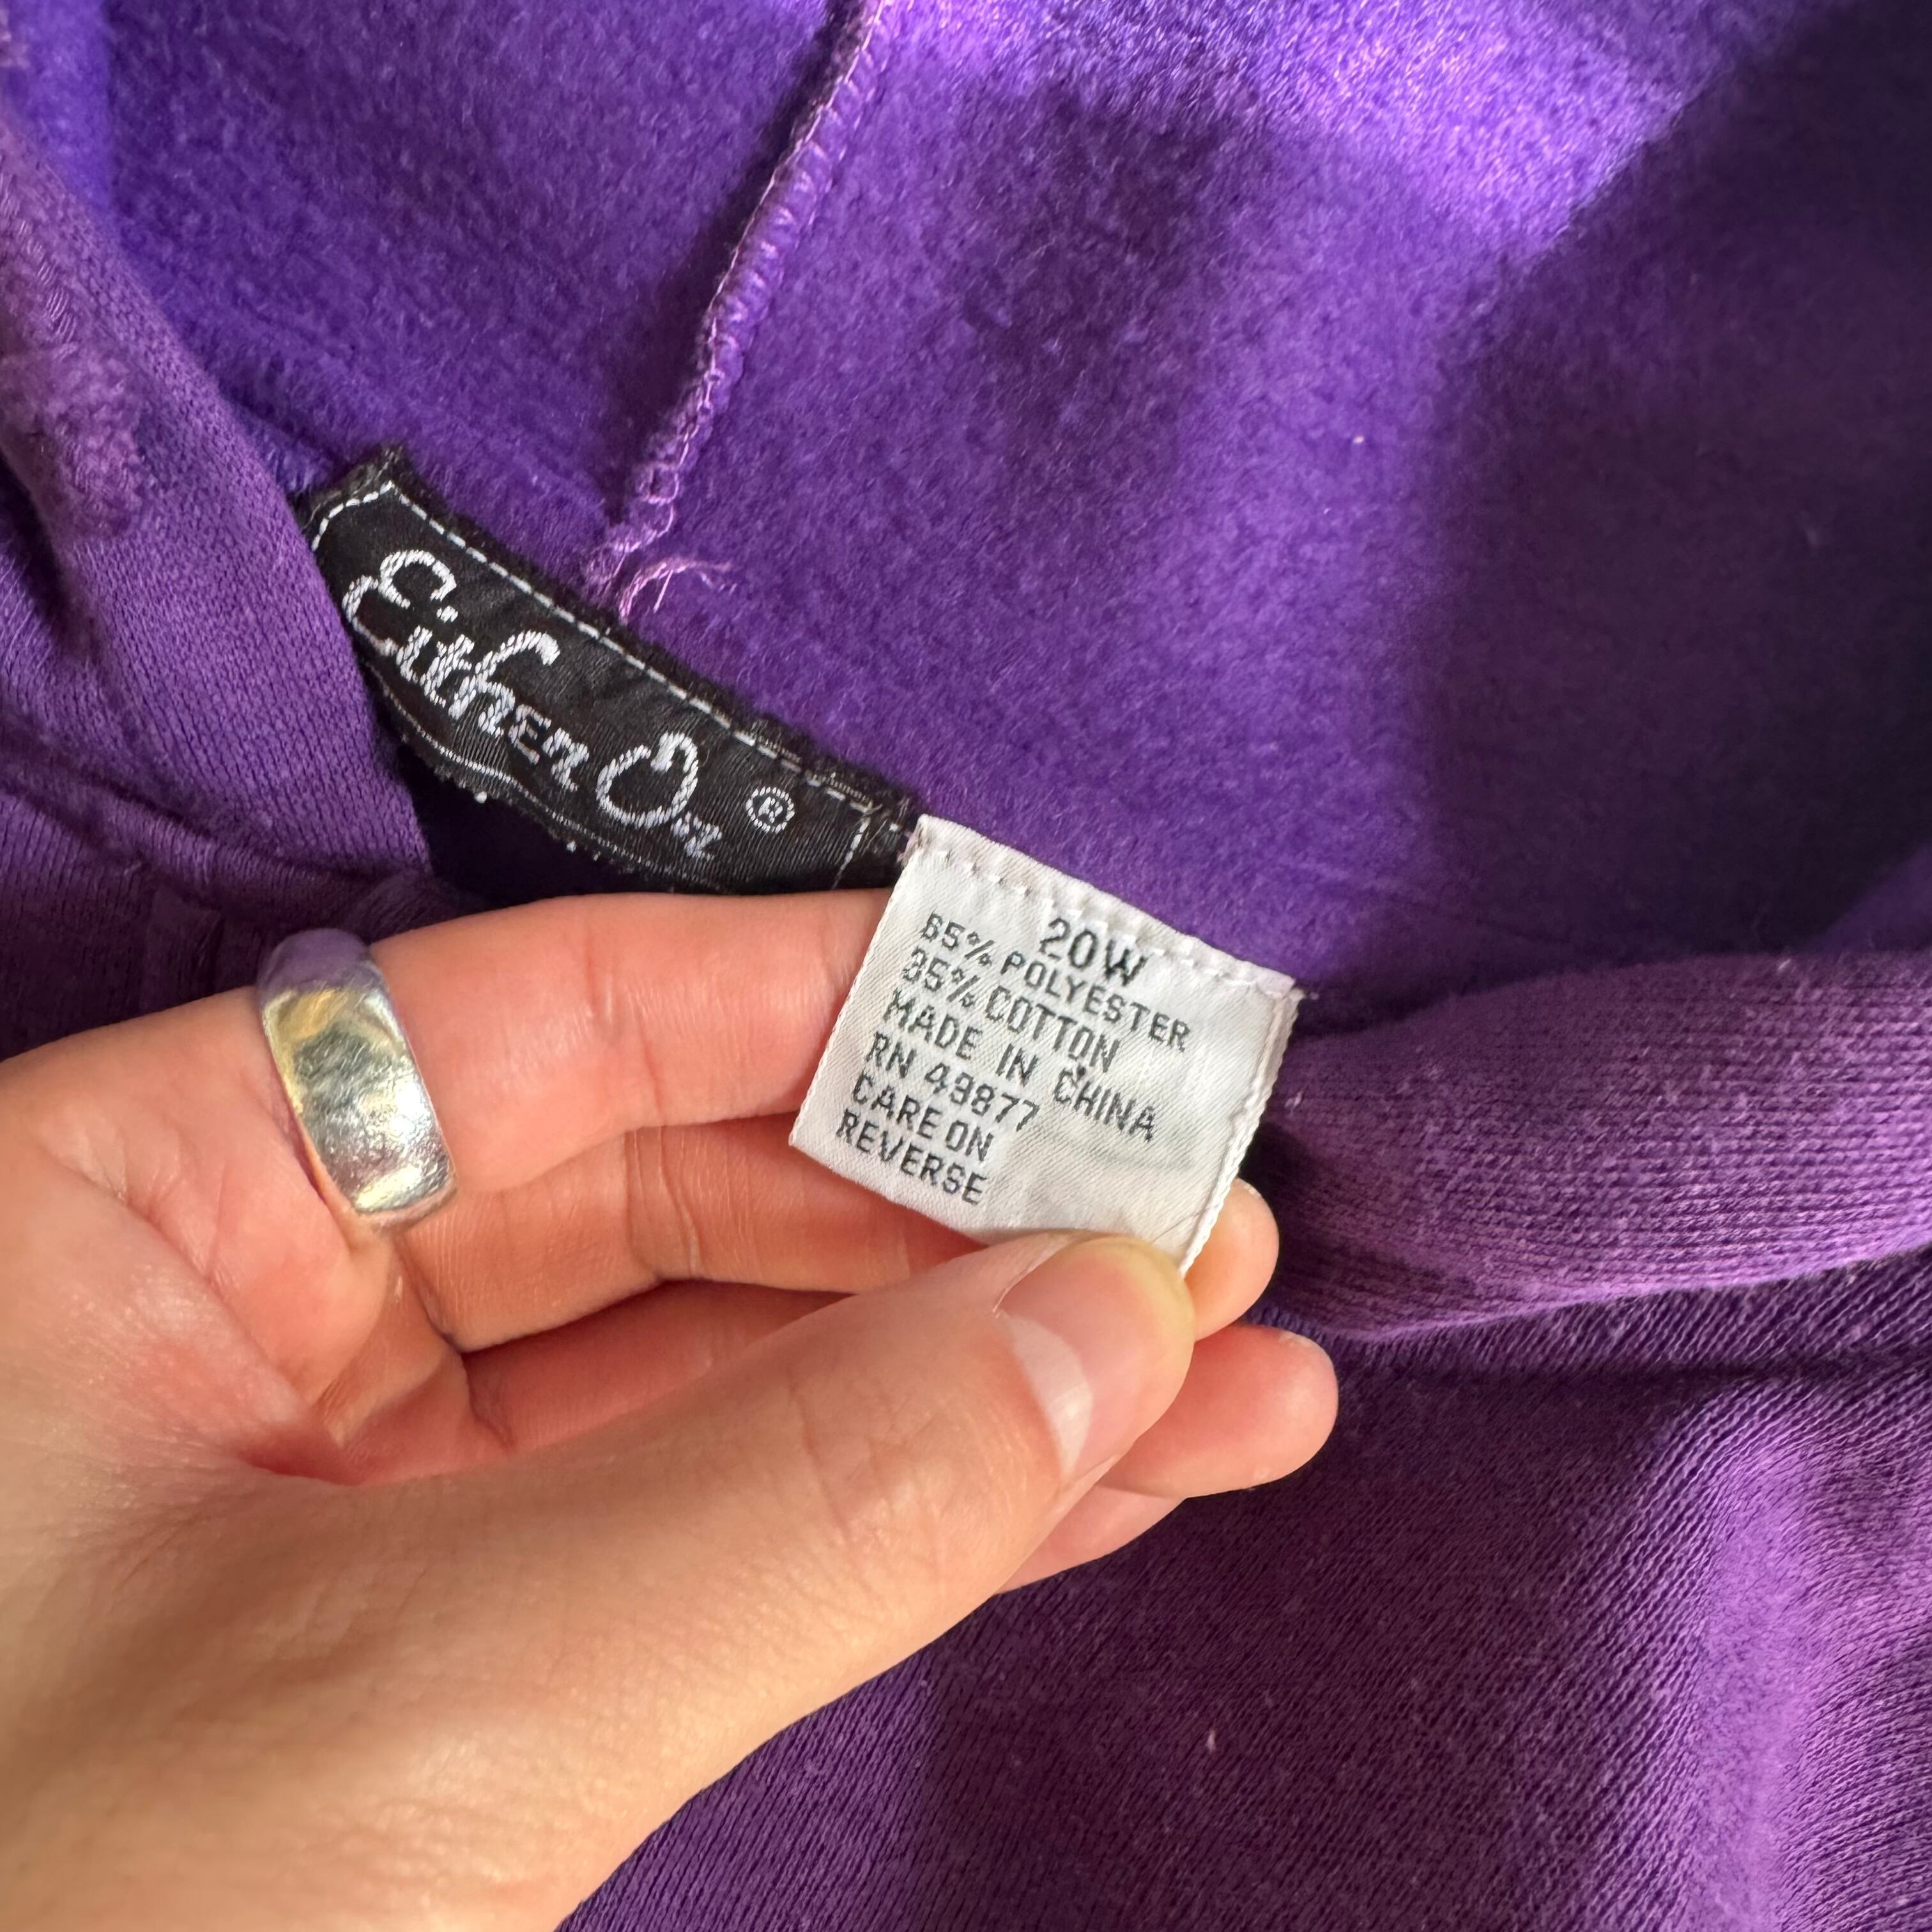 Either Or ®
20W
65% POLYESTER
35% COTTON
MADE IN CHINA
RN 49877
CARE ON
REVERSE